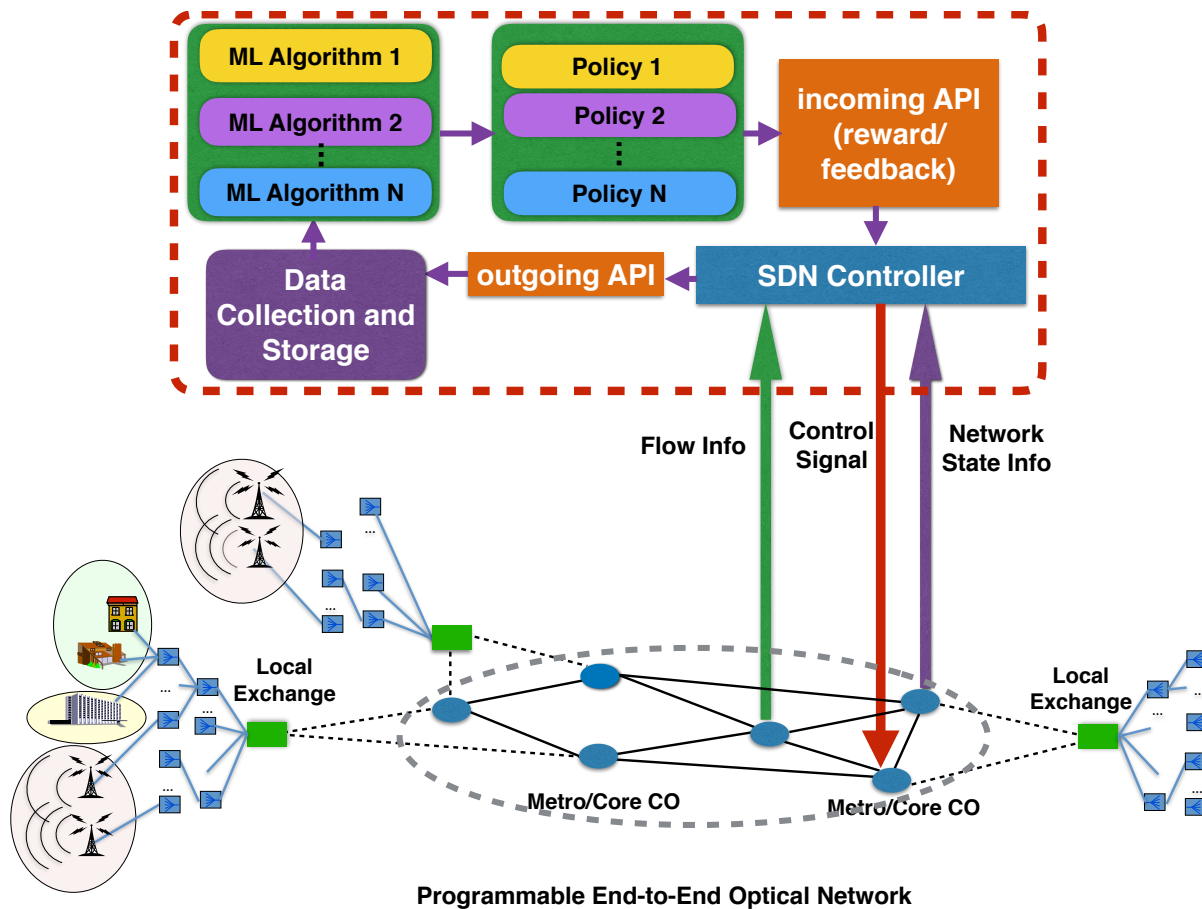 ML Algorithm 1
ML Algorithm 2
ML Algorithm N
Policy 1
Policy 2
Policy N
incoming API
(reward/
feedback)
Data
Collection and
Storage
outgoing API
SDN Controller
Flow Info
Control
Signal
Network
State Info
...
...
...
...
...
...
Local
Exchange
Local
Exchange
...
...
...
Metro/Core CO
Metro/Core CO
Programmable End-to-End Optical Network